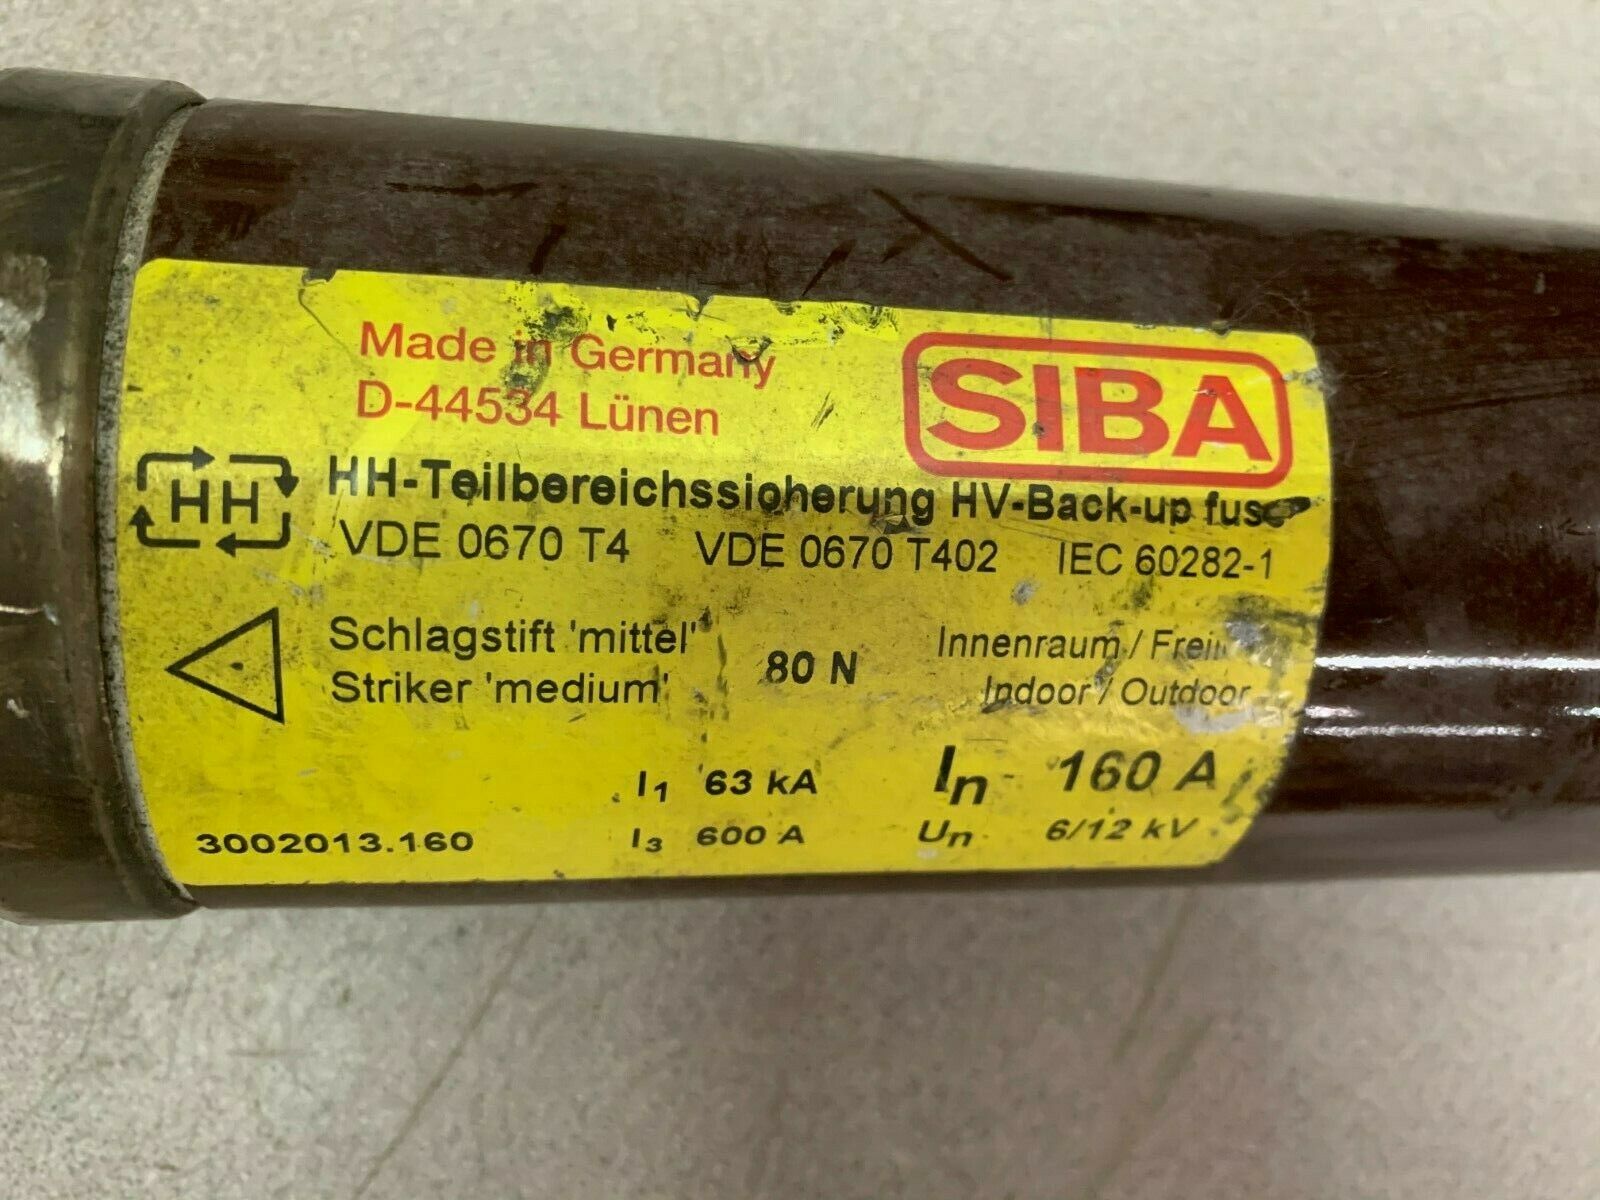 Made in Germany
D-44534 Lünen
SIBA
HH
HH-Teilbereichssicherung HV-Back-up fuse
VDE 0670 T4 VDE 0670 T402 IEC 60282-1
Schlagstift 'mittel'
Striker 'medium'
80 N
Innenraum /
Indoor / Outdoor
I1 63 kA
In 160 A
3002013.160
I3 600 A
Un 6/12 kV